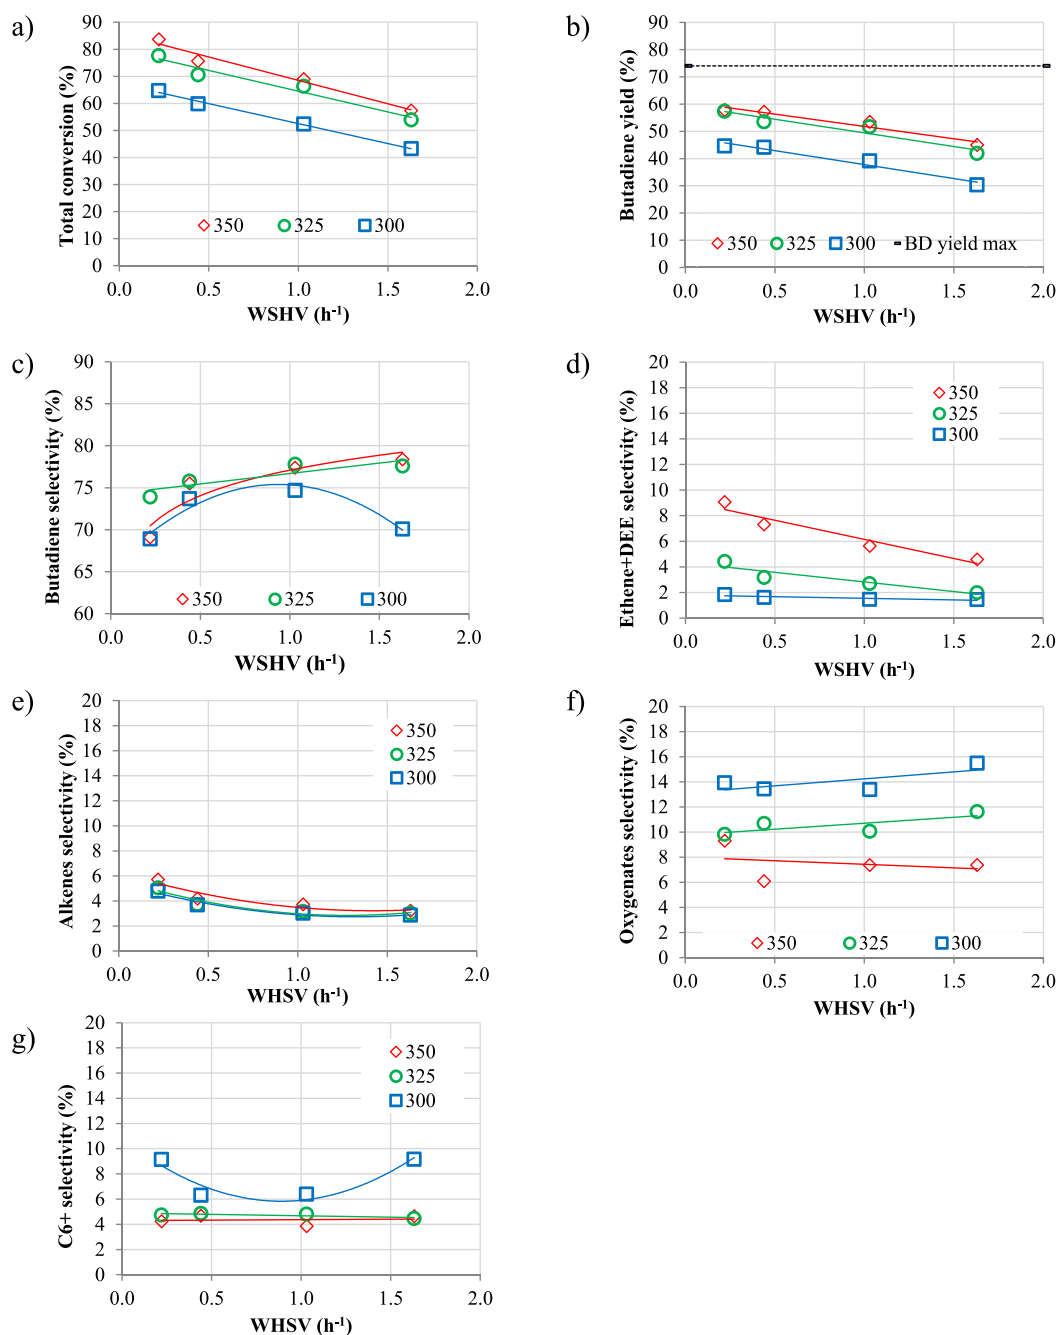 a)
Total conversion (%)
90
80
70
60
50
40
30
20
10
0
350 325 300
0.0 0.5 1.0 1.5 2.0
WSHV (h⁻¹)
b)
Butadiene yield (%)
90
80
70
60
50
40
30
20
10
0
350 325 300 BD yield max
0.0 0.5 1.0 1.5 2.0
WSHV (h⁻¹)
c)
Butadiene selectivity (%)
90
85
80
75
70
65
60
350 325 300
0.0 0.5 1.0 1.5 2.0
WSHV (h⁻¹)
d)
Ethene+DEE selectivity (%)
20
18
16
14
12
10
8
6
4
2
0
350
325
300
0.0 0.5 1.0 1.5 2.0
WSHV (h⁻¹)
e)
Alkenes selectivity (%)
20
18
16
14
12
10
8
6
4
2
0
350
325
300
0.0 0.5 1.0 1.5 2.0
WHSV (h⁻¹)
f)
Oxygenates selectivity (%)
20
18
16
14
12
10
8
6
4
2
0
350 325 300
0.0 0.5 1.0 1.5 2.0
WHSV (h⁻¹)
g)
C6+ selectivity (%)
20
18
16
14
12
10
8
6
4
2
0
350
325
300
0.0 0.5 1.0 1.5 2.0
WHSV (h⁻¹)